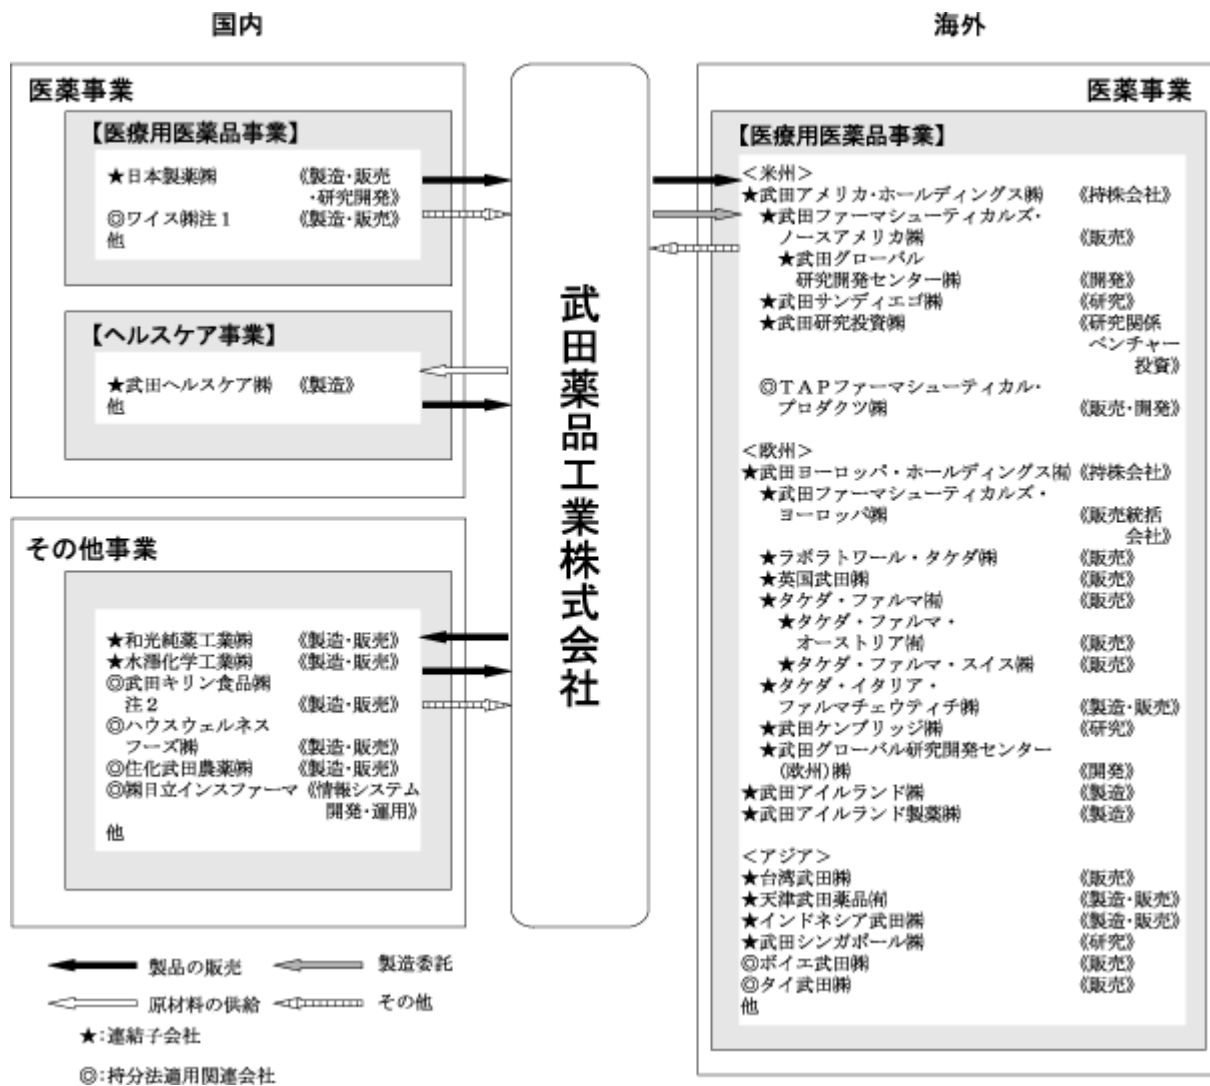 国内
海外
医薬事業
【医療用医薬品事業】
★日本製薬㈱ 《製造・販売
・研究開発》
◎ワイス㈱注1 《製造・販売》
他
【ヘルスケア事業】
★武田ヘルスケア㈱ 《製造》
他
その他事業
★和光純薬工業㈱ 《製造・販売》
★水澤化学工業㈱ 《製造・販売》
◎武田キリン食品㈱
注2 《製造・販売》
◎ハウスウェルネス
フーズ㈱ 《製造・販売》
◎住化武田農薬㈱ 《製造・販売》
◎㈱日立インスファーマ 《情報システム
開発・運用》
他
武田薬品工業株式会社
医薬事業
【医療用医薬品事業】
＜米州＞
★武田アメリカ・ホールディングス㈱ 《持株会社》
★武田ファーマシューティカルズ・
ノースアメリカ㈱ 《販売》
★武田グローバル
研究開発センター㈱ 《開発》
★武田サンディエゴ㈱ 《研究》
★武田研究投資㈱ 《研究関係
ベンチャー
投資》
◎ＴＡＰファーマシューティカル・
プロダクツ㈱ 《販売・開発》
＜欧州＞
★武田ヨーロッパ・ホールディングス㈲ 《持株会社》
★武田ファーマシューティカルズ・
ヨーロッパ㈱ 《販売統括
会社》
★ラボラトワール・タケダ㈱ 《販売》
★英国武田㈱ 《販売》
★タケダ・ファルマ㈲ 《販売》
★タケダ・ファルマ・
オーストリア㈲ 《販売》
★タケダ・ファルマ・スイス㈱ 《販売》
★タケダ・イタリア・
ファルマチェウティチ㈱ 《製造・販売》
★武田ケンブリッジ㈱ 《研究》
★武田グローバル研究開発センター
(欧州)㈱ 《開発》
★武田アイルランド㈱ 《製造》
★武田アイルランド製薬㈱ 《製造》
＜アジア＞
★台湾武田㈱ 《販売》
★天津武田薬品㈲ 《製造・販売》
★インドネシア武田㈱ 《製造・販売》
★武田シンガポール㈱ 《研究》
◎ボイエ武田㈱ 《販売》
◎タイ武田㈱ 《販売》
他
製品の販売 製造委託
原材料の供給 その他
★：連結子会社
◎：持分法適用関連会社